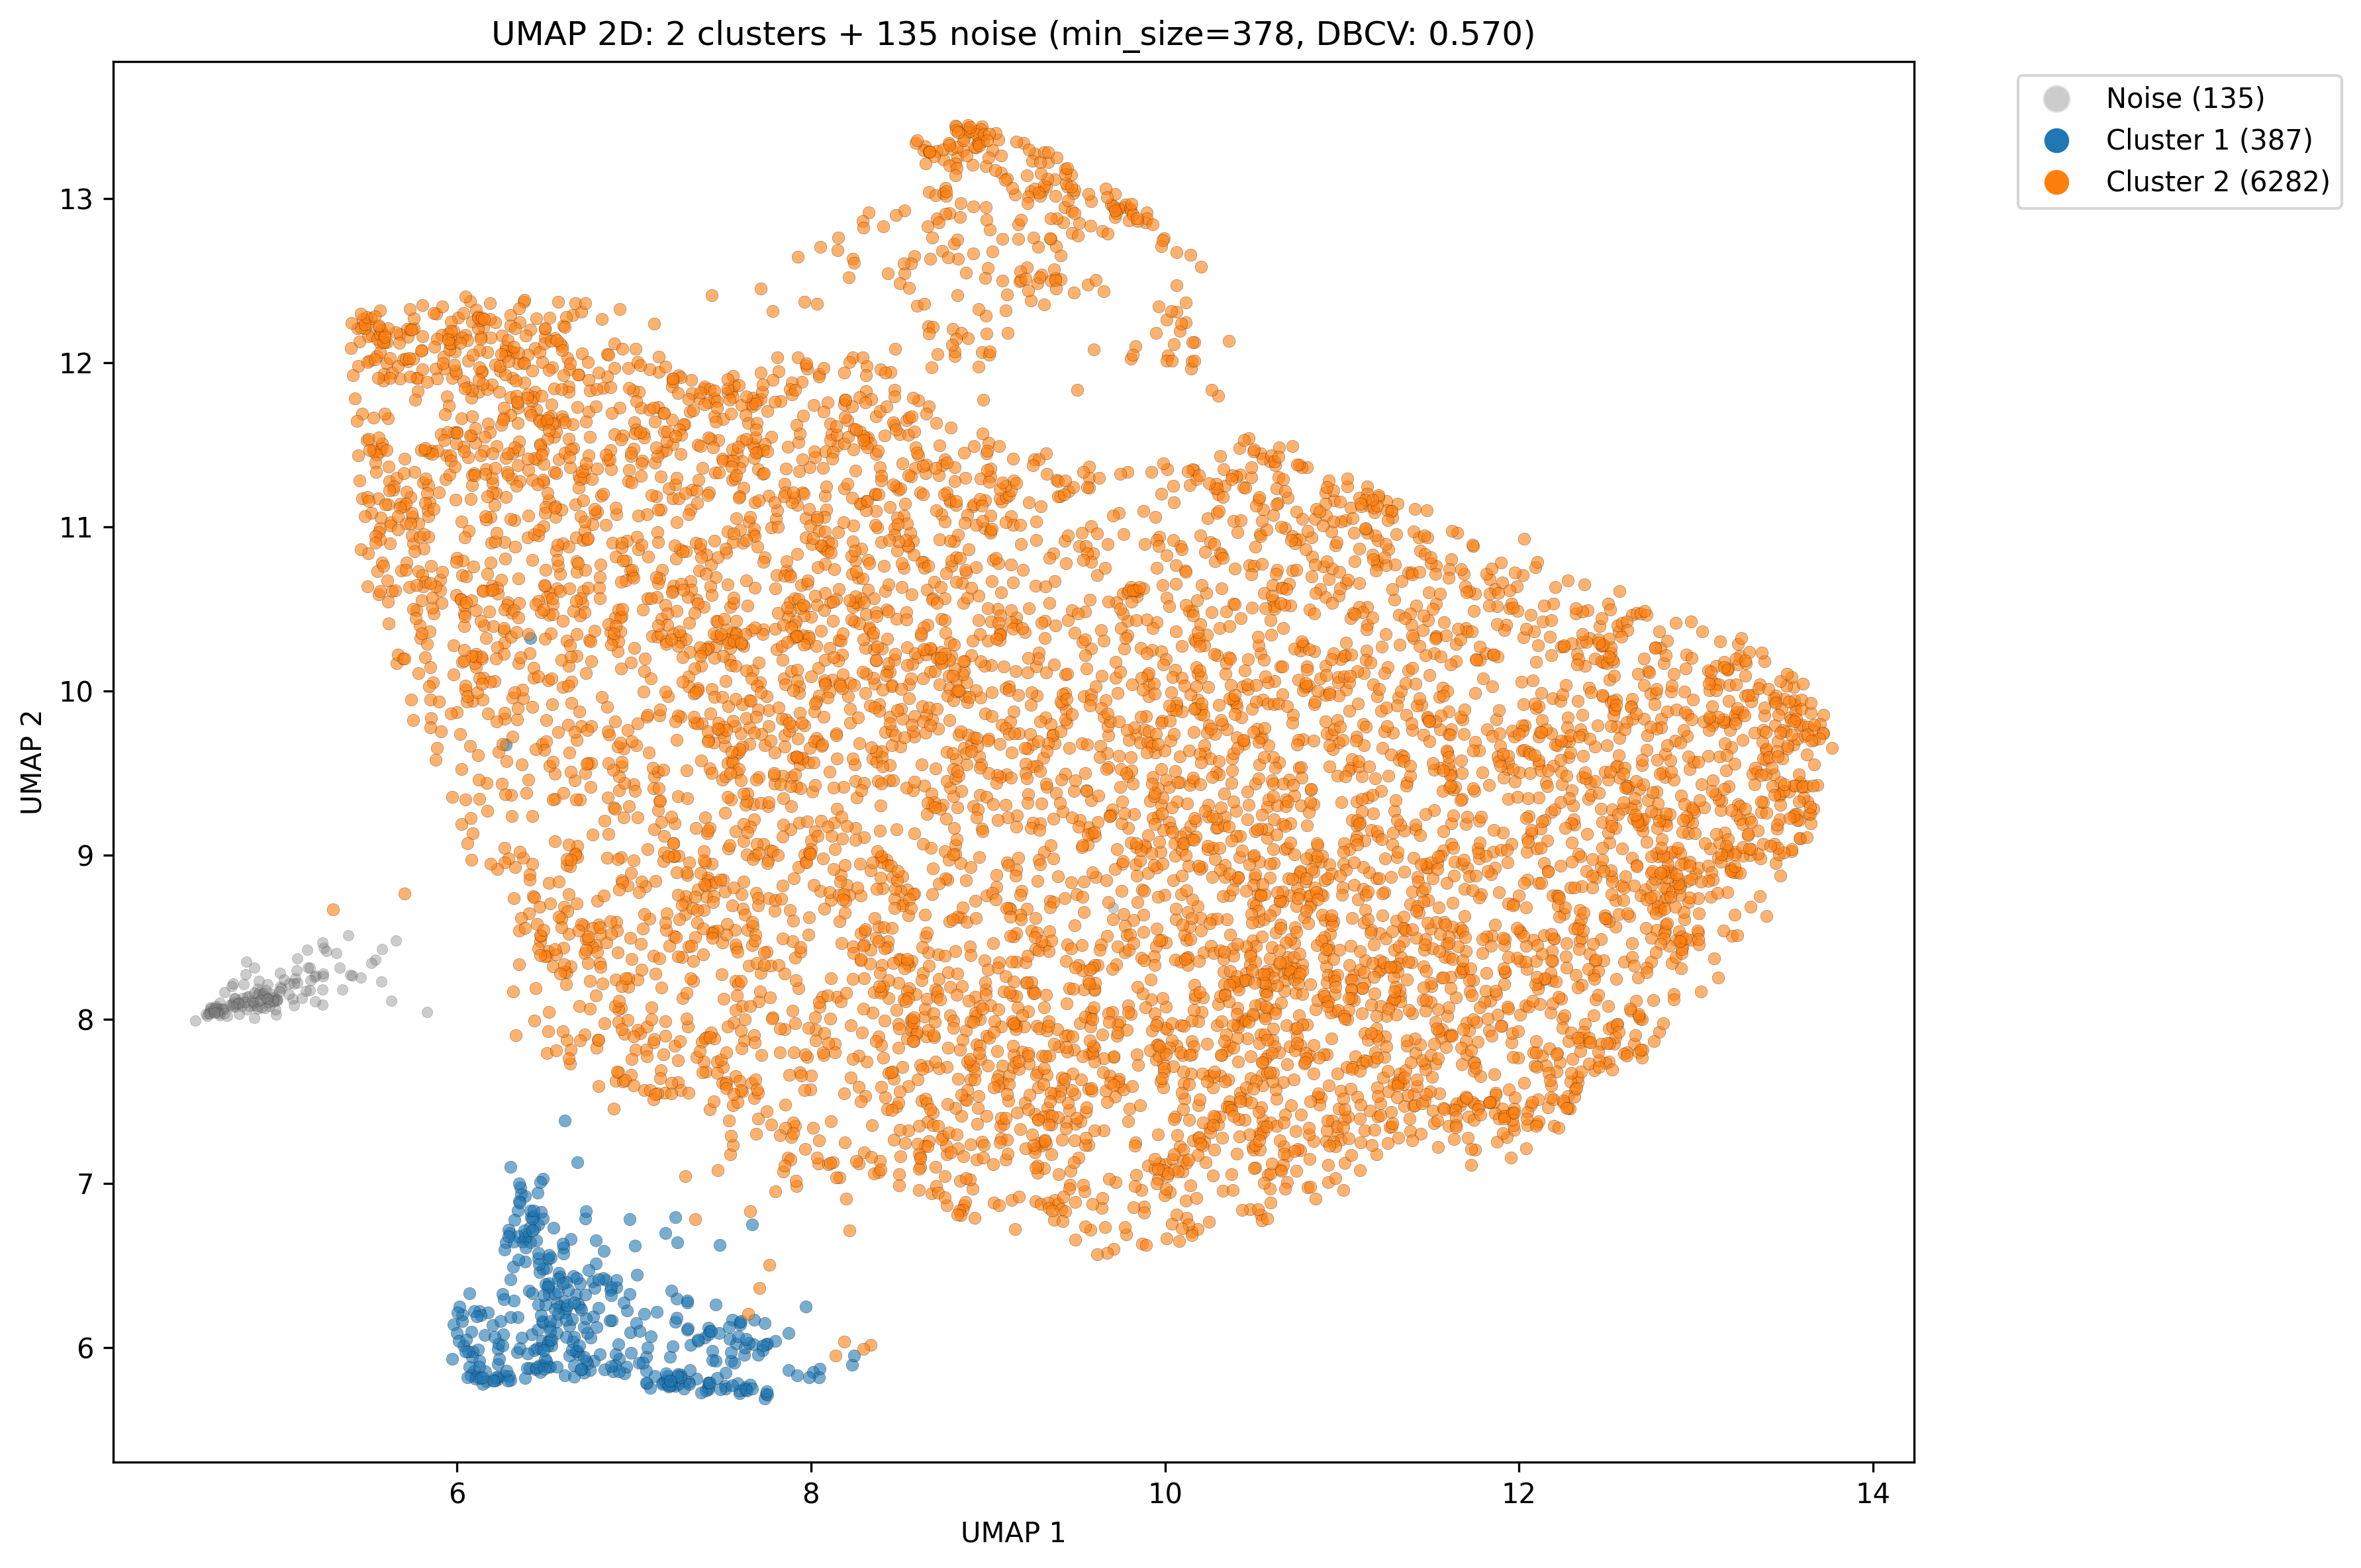 UMAP 2D: 2 clusters + 135 noise (min_size=378, DBCV: 0.570)
Noise (135)
Cluster 1 (387)
Cluster 2 (6282)
UMAP 2
13
12
11
10
9
8
7
6
6 8 10 12 14
UMAP 1